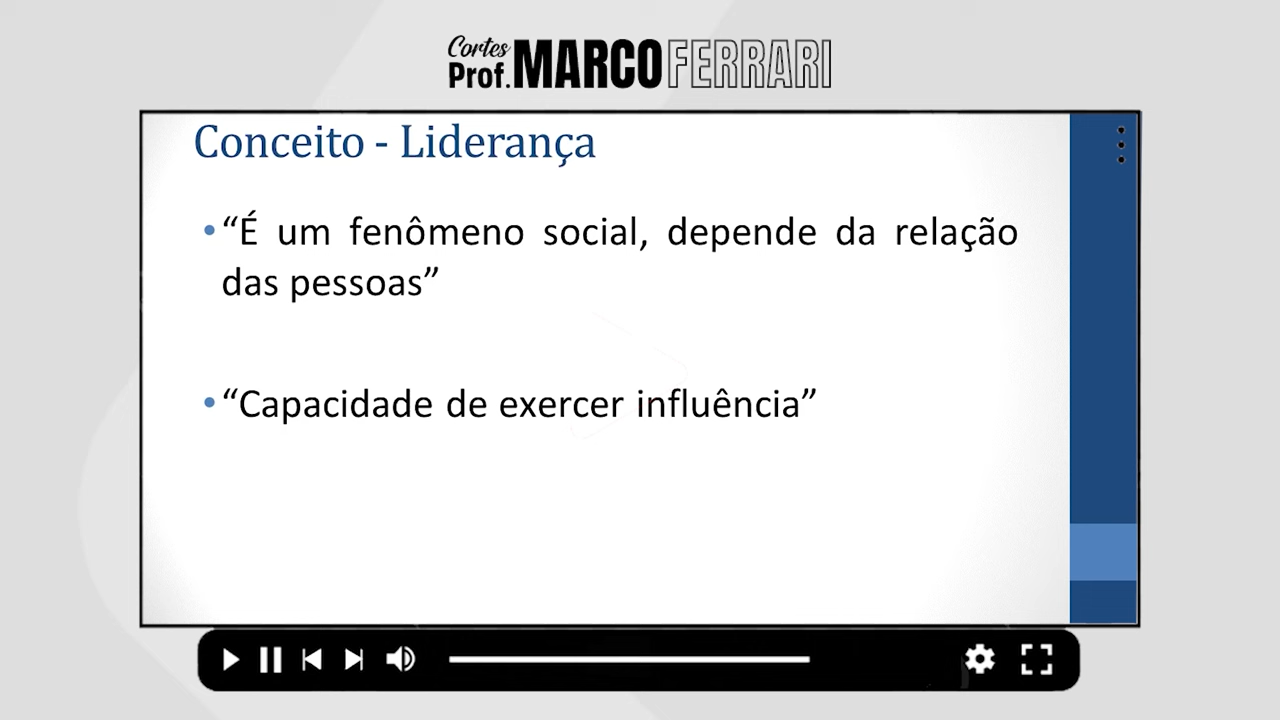 Cortes
Prof. MARCO FERRARI
Conceito - Liderança
• “É um fenômeno social, depende da relação
das pessoas”
• “Capacidade de exercer influência”